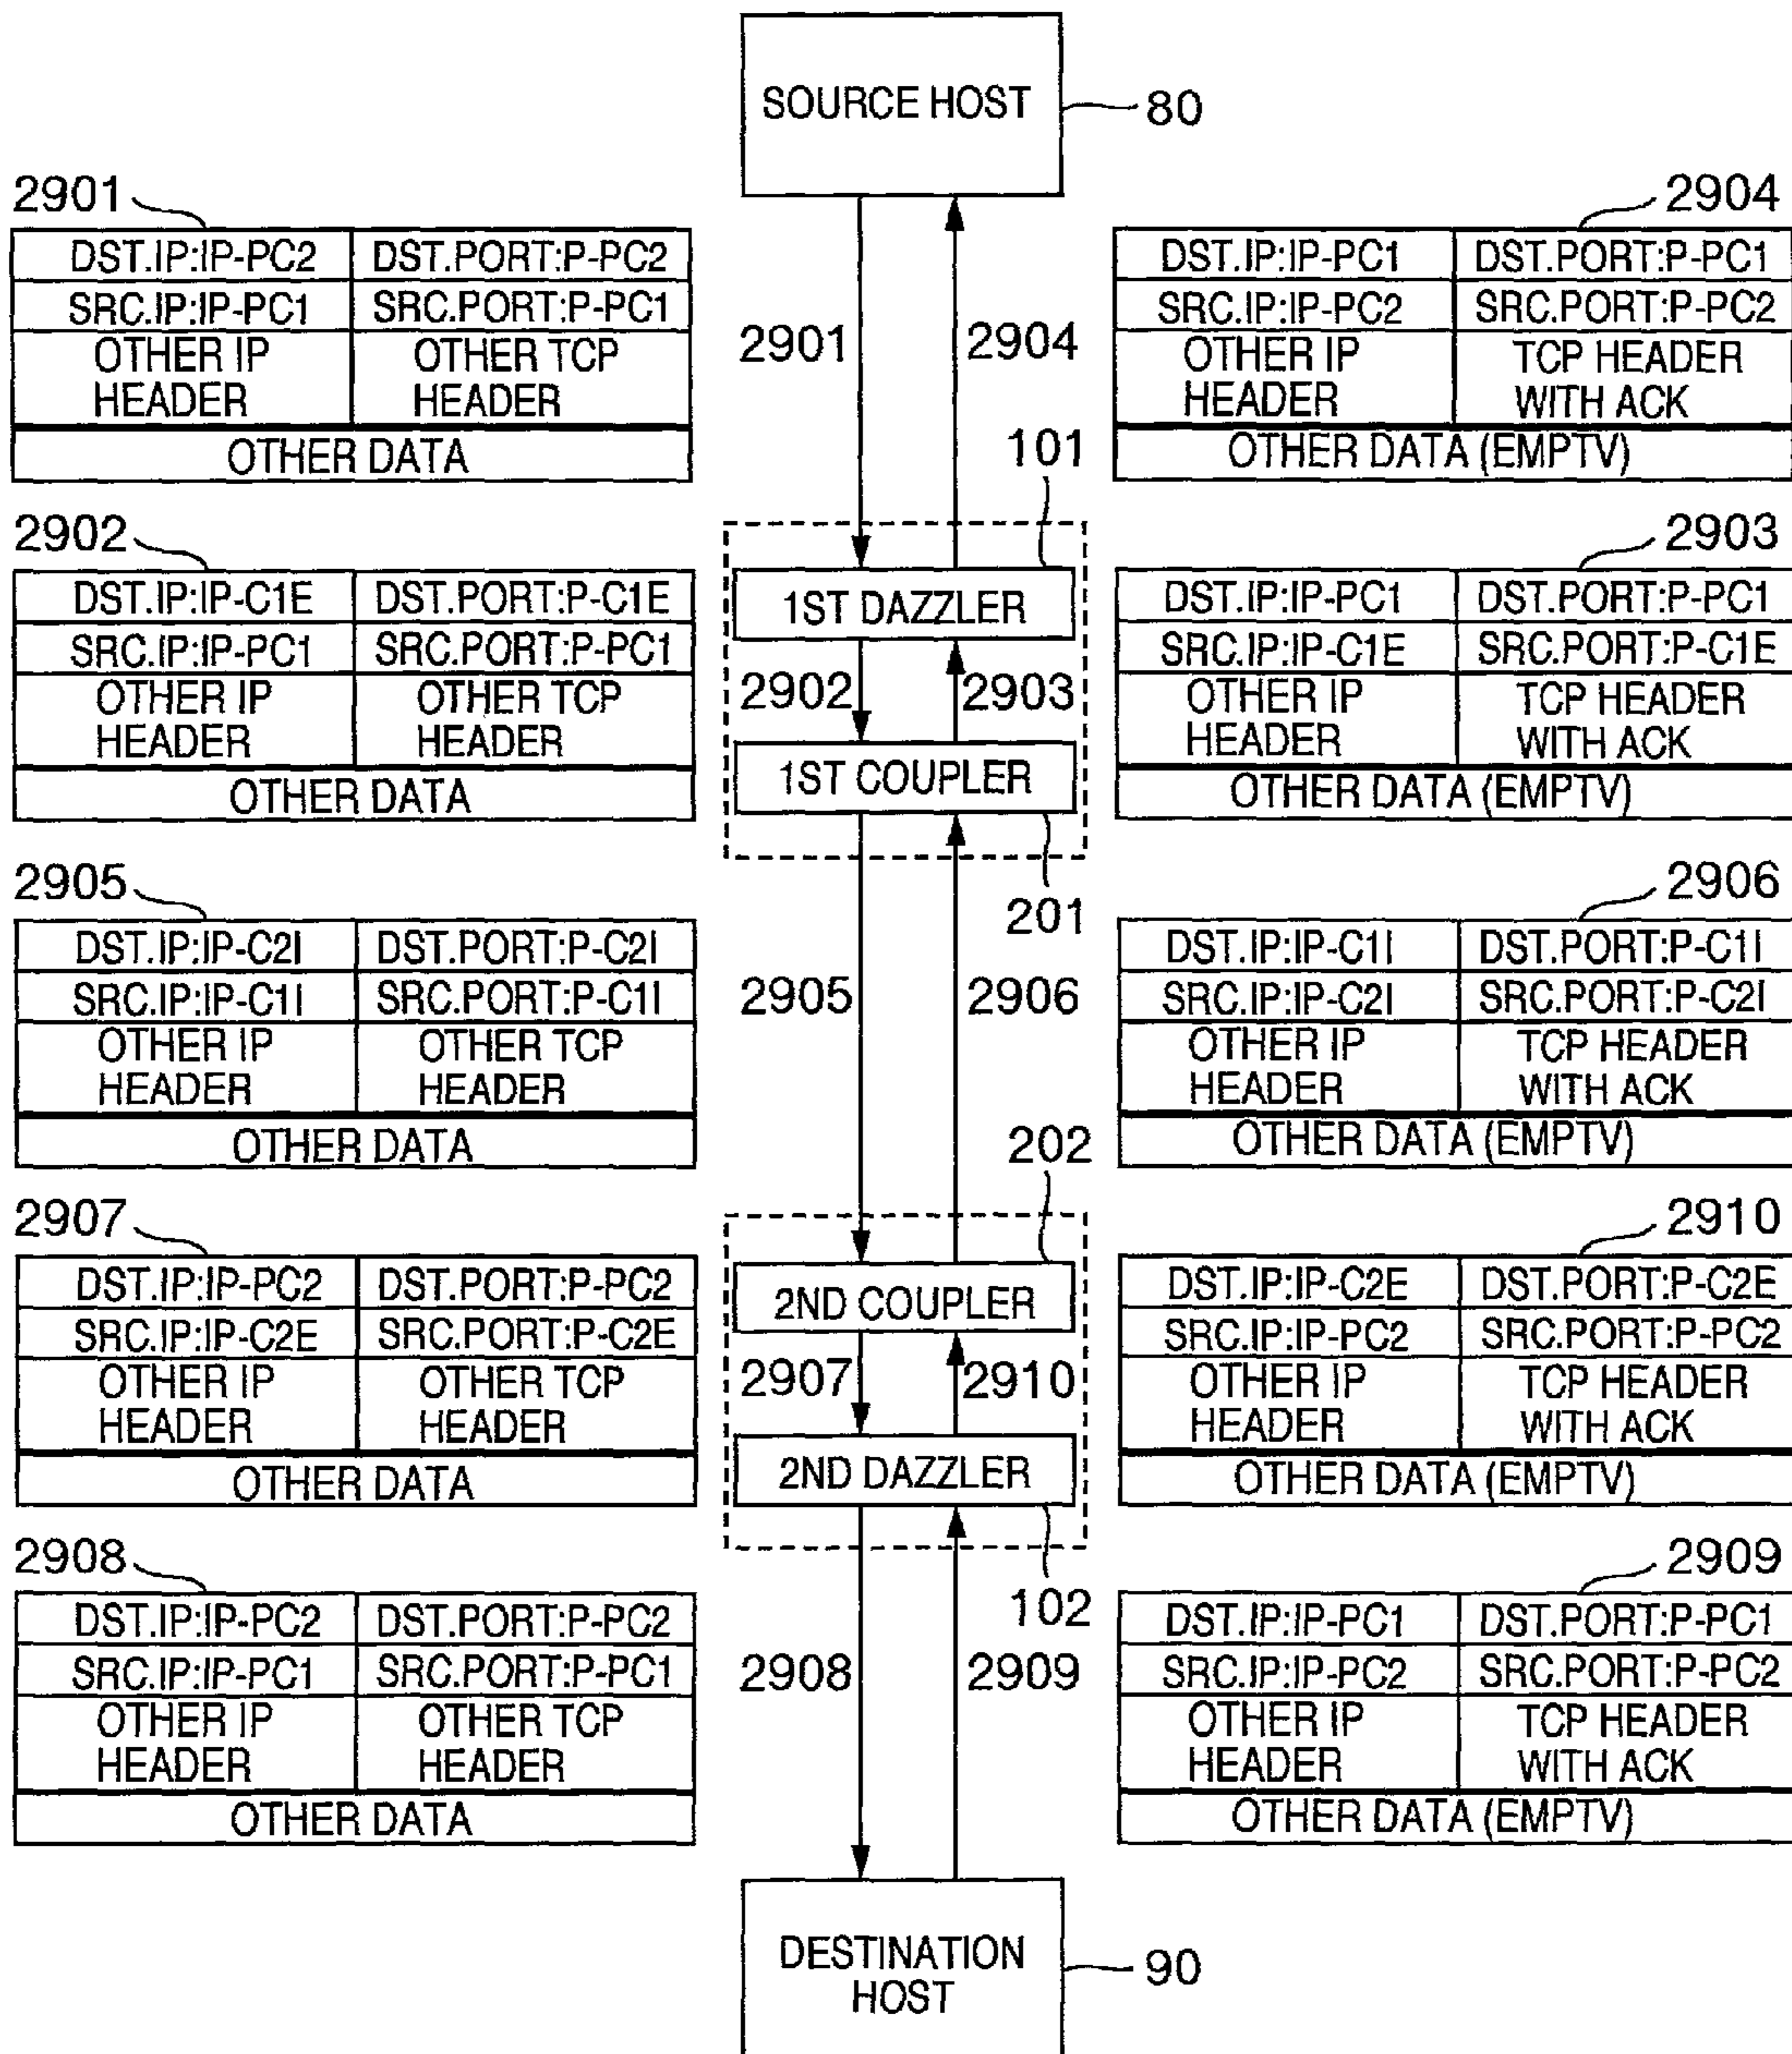 SOURCE HOST
80
2901
DST.IP:IP-PC2 DST.PORT:P-PC2
SRC.IP:IP-PC1 SRC.PORT:P-PC1
OTHER IP HEADER OTHER TCP HEADER
OTHER DATA
2901
2904
2904
DST.IP:IP-PC1 DST.PORT:P-PC1
SRC.IP:IP-PC2 SRC.PORT:P-PC2
OTHER IP HEADER TCP HEADER WITH ACK
OTHER DATA (EMPTV)
101
2902
DST.IP:IP-C1E DST.PORT:P-C1E
SRC.IP:IP-PC1 SRC.PORT:P-PC1
OTHER IP HEADER OTHER TCP HEADER
OTHER DATA
1ST DAZZLER
2902
2903
1ST COUPLER
2903
DST.IP:IP-PC1 DST.PORT:P-PC1
SRC.IP:IP-C1E SRC.PORT:P-C1E
OTHER IP HEADER TCP HEADER WITH ACK
OTHER DATA (EMPTV)
201
2905
DST.IP:IP-C2I DST.PORT:P-C2I
SRC.IP:IP-C1I SRC.PORT:P-C1I
OTHER IP HEADER OTHER TCP HEADER
OTHER DATA
2905
2906
2906
DST.IP:IP-C1I DST.PORT:P-C1I
SRC.IP:IP-C2I SRC.PORT:P-C2I
OTHER IP HEADER TCP HEADER WITH ACK
OTHER DATA (EMPTV)
202
2907
DST.IP:IP-PC2 DST.PORT:P-PC2
SRC.IP:IP-C2E SRC.PORT:P-C2E
OTHER IP HEADER OTHER TCP HEADER
OTHER DATA
2ND COUPLER
2907
2910
2ND DAZZLER
2910
DST.IP:IP-C2E DST.PORT:P-C2E
SRC.IP:IP-PC2 SRC.PORT:P-PC2
OTHER IP HEADER TCP HEADER WITH ACK
OTHER DATA (EMPTV)
102
2908
DST.IP:IP-PC2 DST.PORT:P-PC2
SRC.IP:IP-PC1 SRC.PORT:P-PC1
OTHER IP HEADER OTHER TCP HEADER
OTHER DATA
2908
2909
2909
DST.IP:IP-PC1 DST.PORT:P-PC1
SRC.IP:IP-PC2 SRC.PORT:P-PC2
OTHER IP HEADER TCP HEADER WITH ACK
OTHER DATA (EMPTV)
DESTINATION
HOST
90